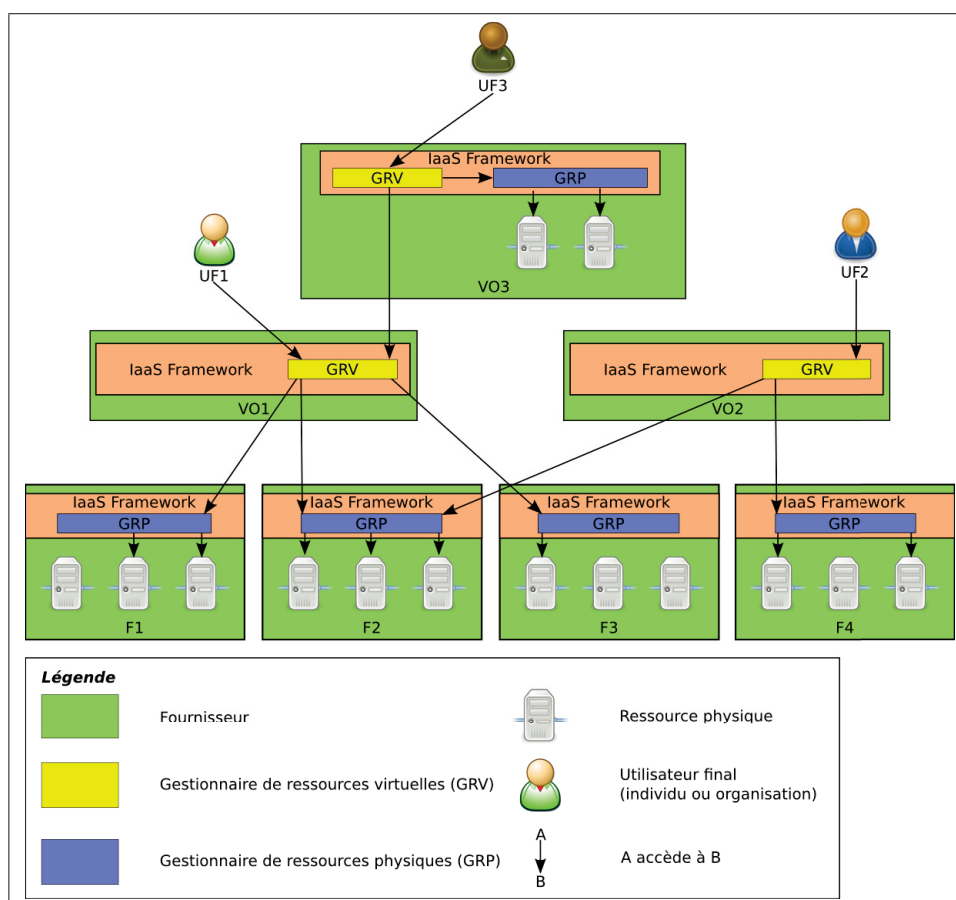 UF3
IaaS Framework
GRV
GRP
VO3
UF1
UF2
IaaS Framework
GRV
VO1
IaaS Framework
GRV
VO2
IaaS Framework
GRP
F1
IaaS Framework
GRP
F2
IaaS Framework
GRP
F3
IaaS Framework
GRP
F4
Légende
Fournisseur
Ressource physique
Gestionnaire de ressources virtuelles (GRV)
Utilisateur final
(individu ou organisation)
Gestionnaire de ressources physiques (GRP)
A
B
A accède à B